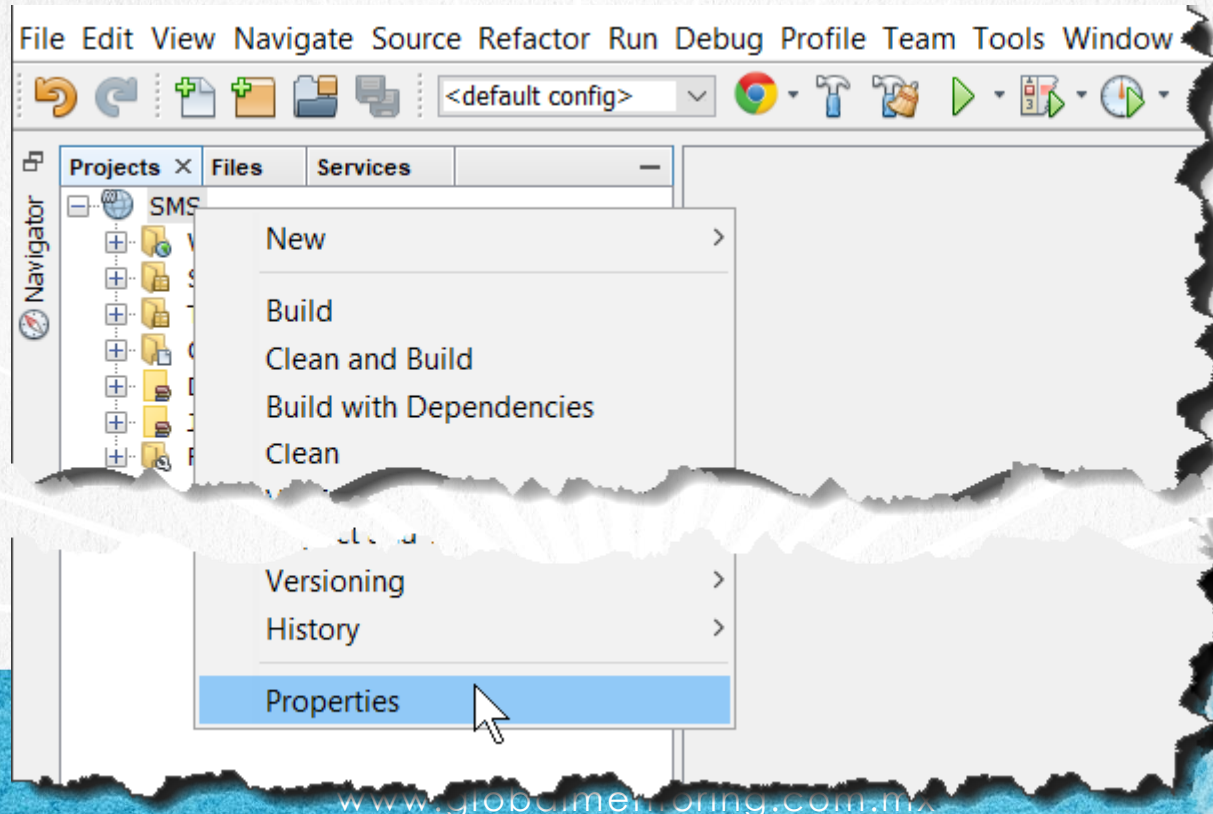 File Edit View Navigate Source Refactor Run Debug Profile Team Tools Window
<default config>
Projects Files Services
Navigator
SMS
New
Build
Clean and Build
Build with Dependencies
Clean
Versioning
History
Properties
www.globalmentoring.com.mx